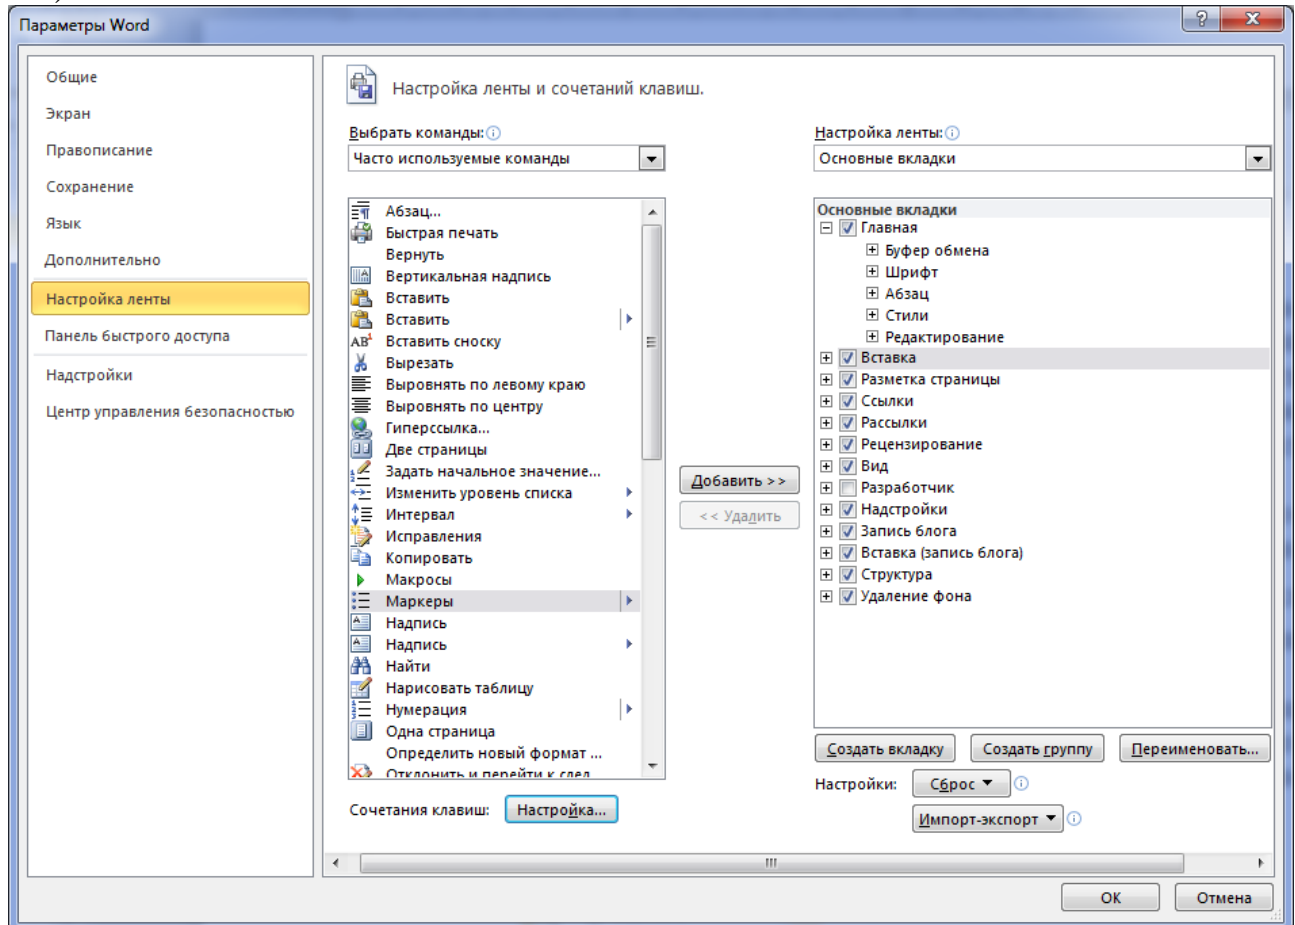 Параметры Word
Общие
Экран
Правописание
Сохранение
Язык
Дополнительно
Настройка ленты
Панель быстрого доступа
Надстройки
Центр управления безопасностью
Настройка ленты и сочетаний клавиш.
Выбрать команды:
Часто используемые команды
Абзац...
Быстрая печать
Вернуть
Вертикальная надпись
Вставить
Вставить
Вставить сноску
Вырезать
Выровнять по левому краю
Выровнять по центру
Гиперссылка...
Две страницы
Задать начальное значение...
Изменить уровень списка
Интервал
Исправления
Копировать
Макросы
Маркеры
Надпись
Надпись
Найти
Нарисовать таблицу
Нумерация
Одна страница
Определить новый формат ...
Отклонить и перейти к след
Сочетания клавиш: Настройка...
Добавить >>
<< Удалить
Настройка ленты:
Основные вкладки
Основные вкладки
Главная
Буфер обмена
Шрифт
Абзац
Стили
Редактирование
Вставка
Разметка страницы
Ссылки
Рассылки
Рецензирование
Вид
Разработчик
Надстройки
Запись блога
Вставка (запись блога)
Структура
Удаление фона
Создать вкладку Создать группу Переименовать...
Настройки: Сброс
Импорт-экспорт
ОК Отмена